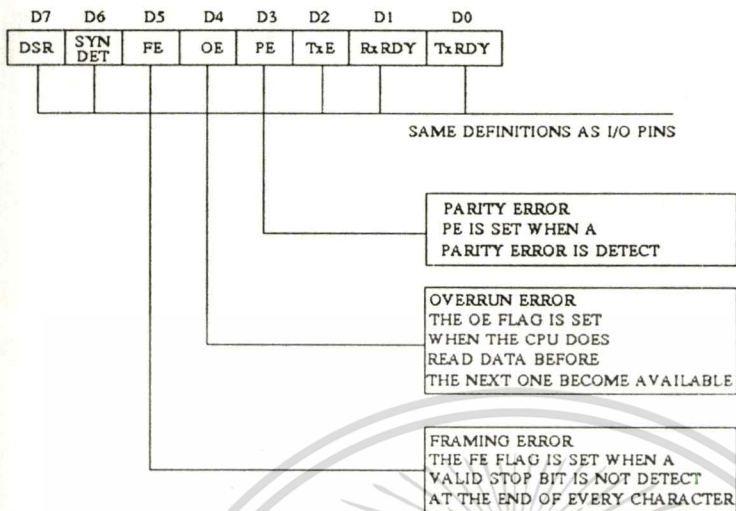 D7 D6 D5 D4 D3 D2 D1 D0
DSR SYN DET FE OE PE TxE RxRDY TxRDY
SAME DEFINITIONS AS I/O PINS
PARITY ERROR
PE IS SET WHEN A
PARITY ERROR IS DETECT
OVERRUN ERROR
THE OE FLAG IS SET
WHEN THE CPU DOES
READ DATA BEFORE
THE NEXT ONE BECOME AVAILABLE
FRAMING ERROR
THE FE FLAG IS SET WHEN A
VALID STOP BIT IS NOT DETECT
AT THE END OF EVERY CHARACTER